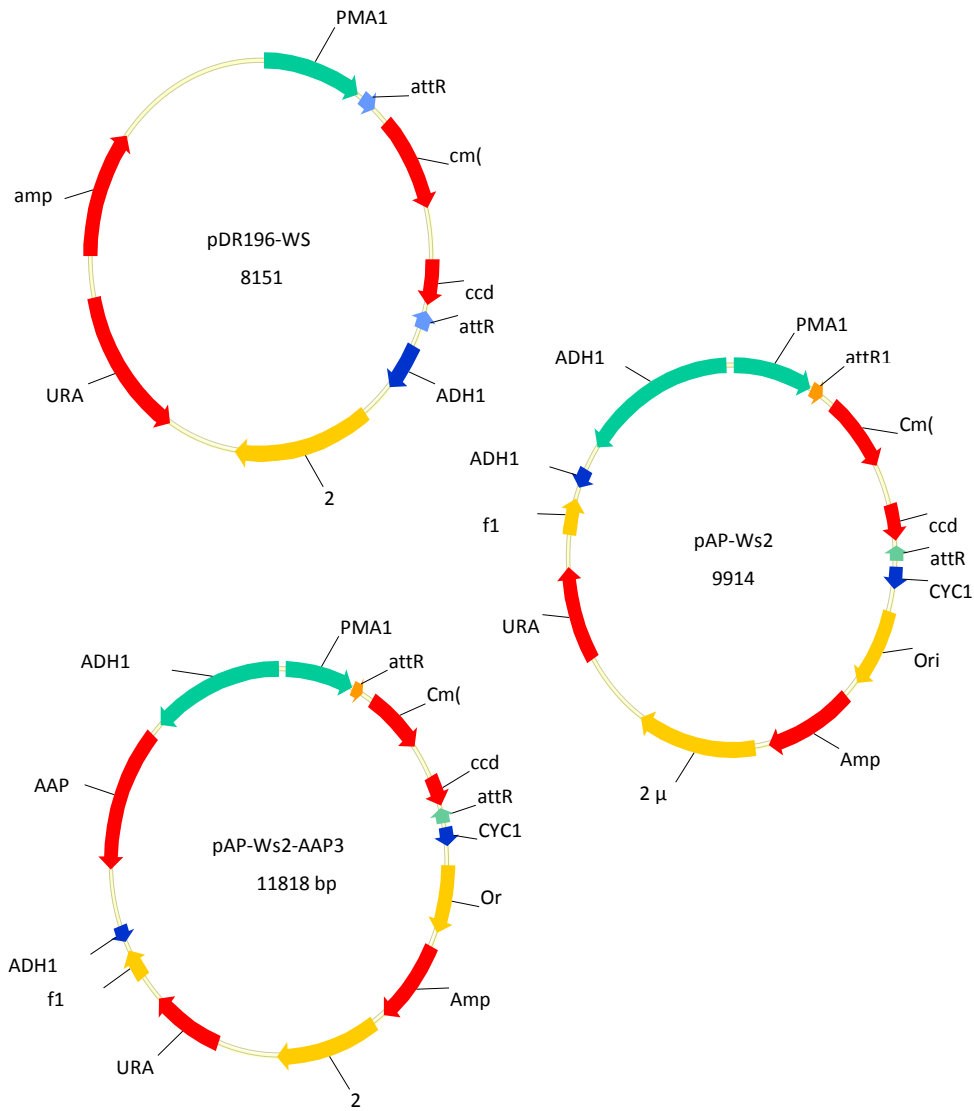 PMA1
attR
cm(
amp
pDR196-WS
8151
ccd
attR
URA
ADH1
2
PMA1
ADH1
attR1
Cm(
ADH1
f1
ccd
pAP-Ws2
attR
9914
CYC1
URA
Ori
Amp
2 µ
PMA1
ADH1
attR
Cm(
AAP
ccd
attR
CYC1
pAP-Ws2-AAP3
11818 bp
Or
ADH1
f1
Amp
URA
2